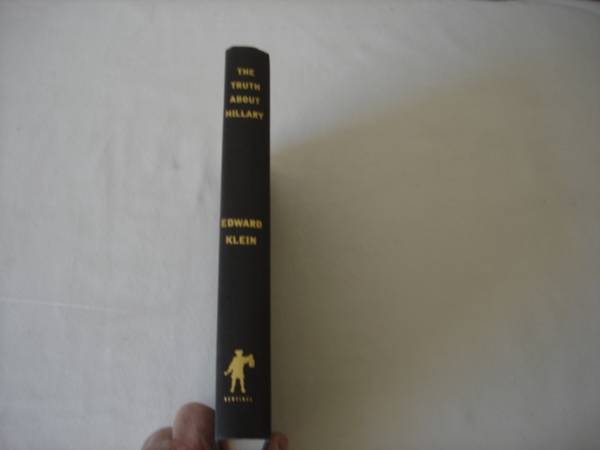 THE
TRUTH
ABOUT
HILLARY
EDWARD
KLEIN
SENTINEL